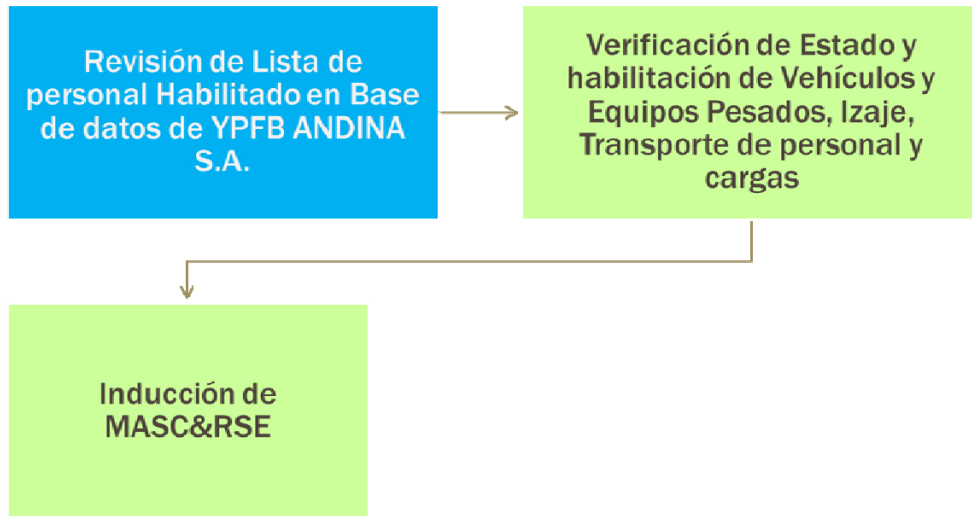 Revisión de Lista de
personal Habilitado en Base
de datos de YPFB ANDINA
S.A.
Verificación de Estado y
habilitación de Vehículos y
Equipos Pesados, Izaje,
Transporte de personal y
cargas
Inducción de
MASC&RSE